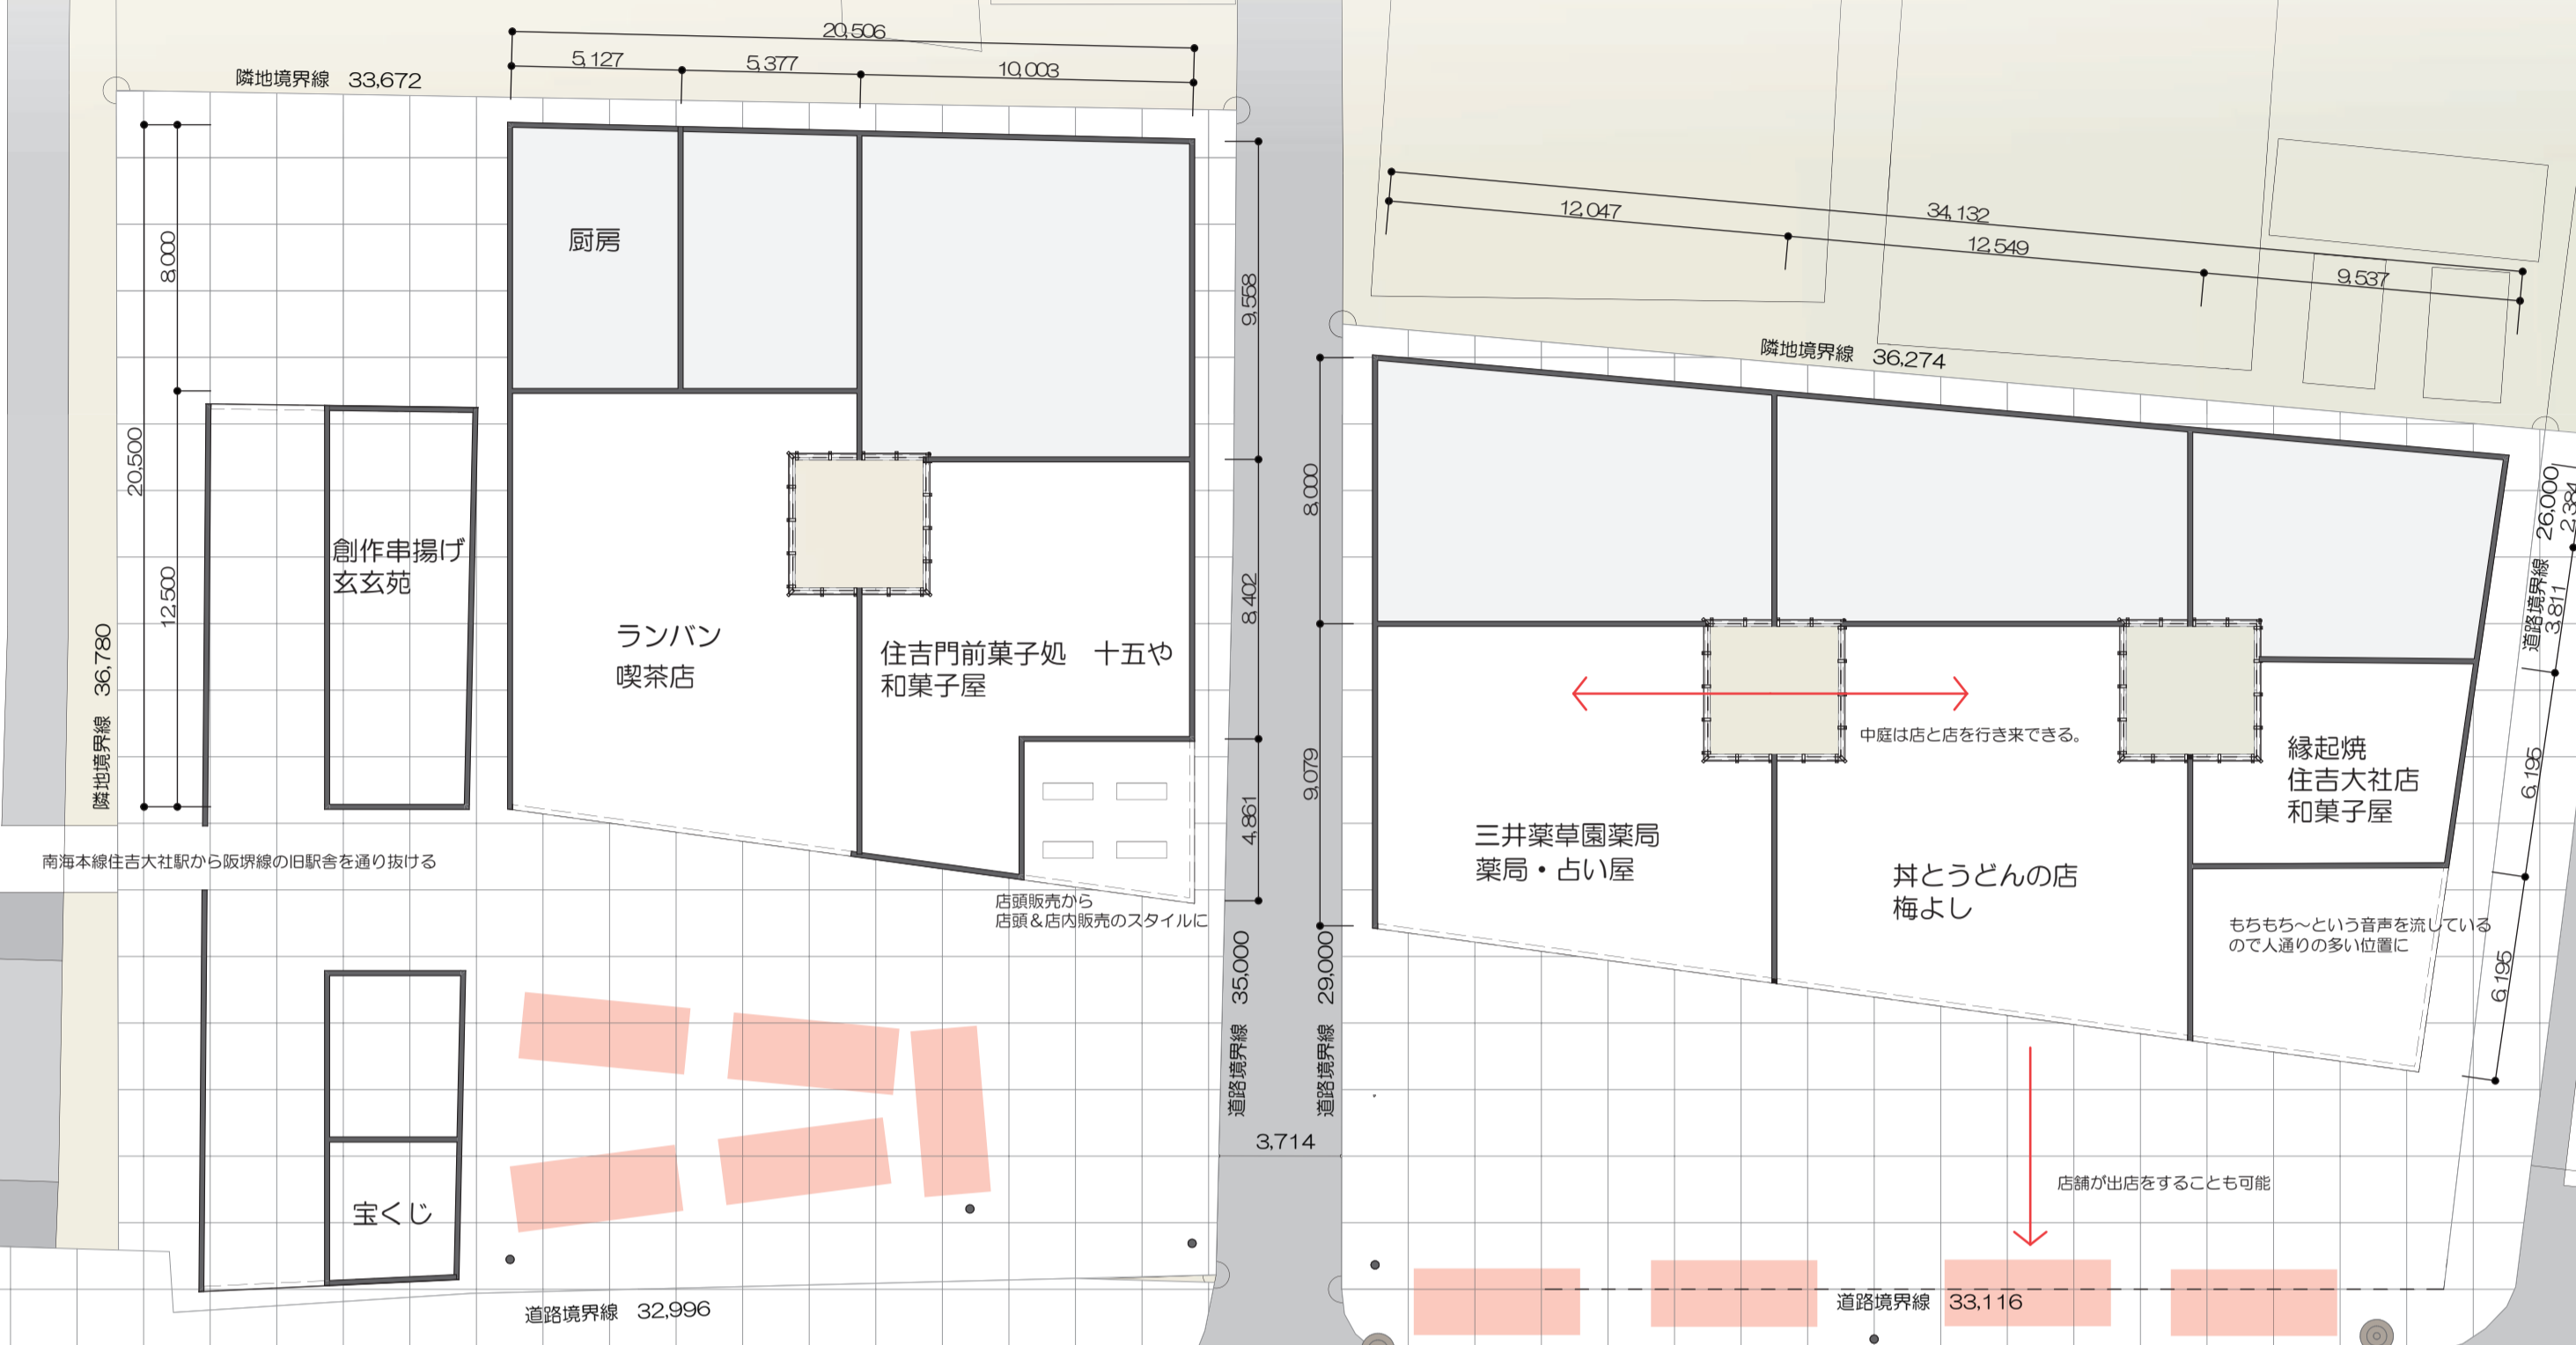 20,506
5,127
5,377
10,003
隣地境界線　33,672
8,000
20,500
12,500
隣地境界線　36,780
厨房
創作串揚げ
玄玄苑
ランバン
喫茶店
住吉門前菓子処　十五や
和菓子屋
9,558
8,402
4,861
南海本線住吉大社駅から阪堺線の旧駅舎を通り抜ける
店頭販売から
店頭＆店内販売のスタイルに
宝くじ
道路境界線　32,996
道路境界線　35,000
3,714
道路境界線　29,000
34,132
12,047
12,549
9,537
隣地境界線　36,274
8,000
9,079
中庭は店と店を行き来できる。
三井薬草園薬局
薬局・占い屋
丼とうどんの店
梅よし
縁起焼
住吉大社店
和菓子屋
もちもち～という音声を流している
ので人通りの多い位置に
道路境界線　26,000
2,384
3,811
6,195
6,195
店舗が出店をすることも可能
道路境界線　33,116